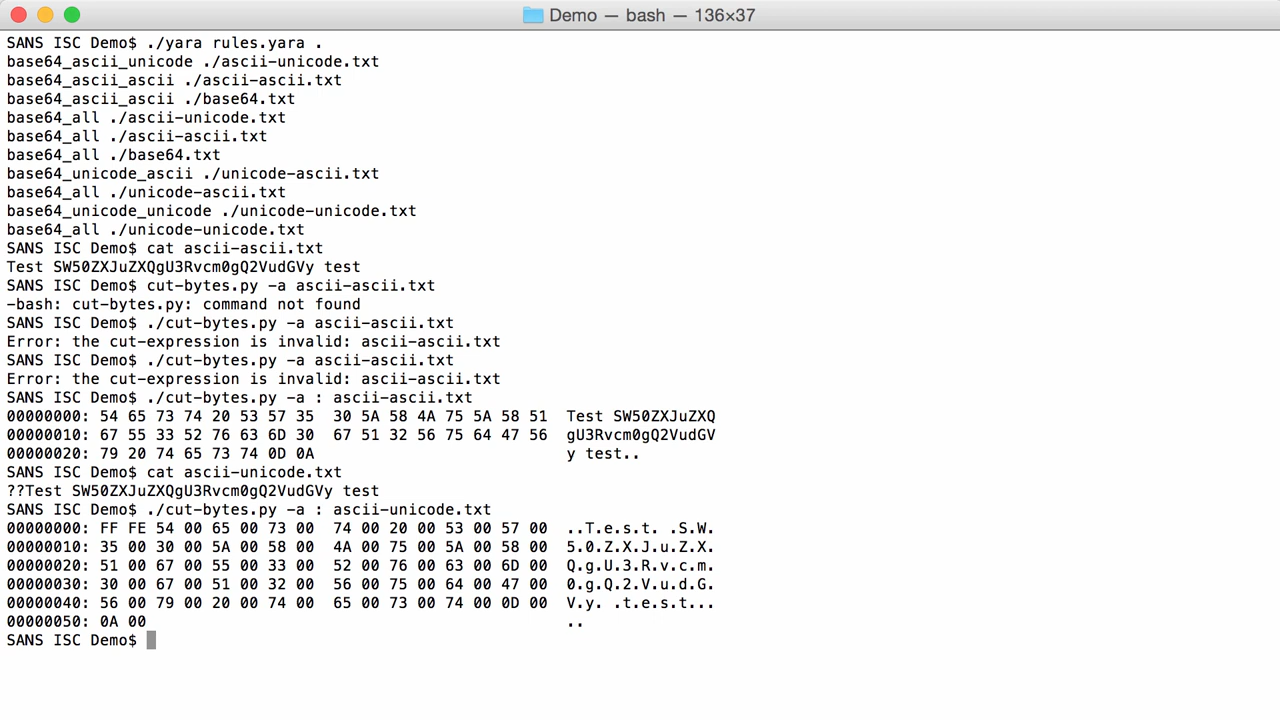 Demo — bash — 136×37
SANS ISC Demo$ ./yara rules.yara .
base64_ascii_unicode ./ascii-unicode.txt
base64_ascii_ascii ./ascii-ascii.txt
base64_ascii_ascii ./base64.txt
base64_all ./ascii-unicode.txt
base64_all ./ascii-ascii.txt
base64_all ./base64.txt
base64_unicode_ascii ./unicode-ascii.txt
base64_all ./unicode-ascii.txt
base64_unicode_unicode ./unicode-unicode.txt
base64_all ./unicode-unicode.txt
SANS ISC Demo$ cat ascii-ascii.txt
Test SW50ZXJuZXQgU3Rvcm0gQ2VudGVy test
SANS ISC Demo$ cut-bytes.py -a ascii-ascii.txt
-bash: cut-bytes.py: command not found
SANS ISC Demo$ ./cut-bytes.py -a ascii-ascii.txt
Error: the cut-expression is invalid: ascii-ascii.txt
SANS ISC Demo$ ./cut-bytes.py -a ascii-ascii.txt
Error: the cut-expression is invalid: ascii-ascii.txt
SANS ISC Demo$ ./cut-bytes.py -a : ascii-ascii.txt
00000000: 54 65 73 74 20 53 57 35  30 5A 58 4A 75 5A 58 51  Test SW50ZXJuZXQ
00000010: 67 55 33 52 76 63 6D 30  67 51 32 56 75 64 47 56  gU3Rvcm0gQ2VudGV
00000020: 79 20 74 65 73 74 0D 0A                           y test..
SANS ISC Demo$ cat ascii-unicode.txt
??Test SW50ZXJuZXQgU3Rvcm0gQ2VudGVy test
SANS ISC Demo$ ./cut-bytes.py -a : ascii-unicode.txt
00000000: FF FE 54 00 65 00 73 00  74 00 20 00 53 00 57 00  ..T.e.s.t. .S.W.
00000010: 35 00 30 00 5A 00 58 00  4A 00 75 00 5A 00 58 00  5.0.Z.X.J.u.Z.X.
00000020: 51 00 67 00 55 00 33 00  52 00 76 00 63 00 6D 00  Q.g.U.3.R.v.c.m.
00000030: 30 00 67 00 51 00 32 00  56 00 75 00 64 00 47 00  0.g.Q.2.V.u.d.G.
00000040: 56 00 79 00 20 00 74 00  65 00 73 00 74 00 0D 00  V.y. .t.e.s.t...
00000050: 0A 00                                             ..
SANS ISC Demo$